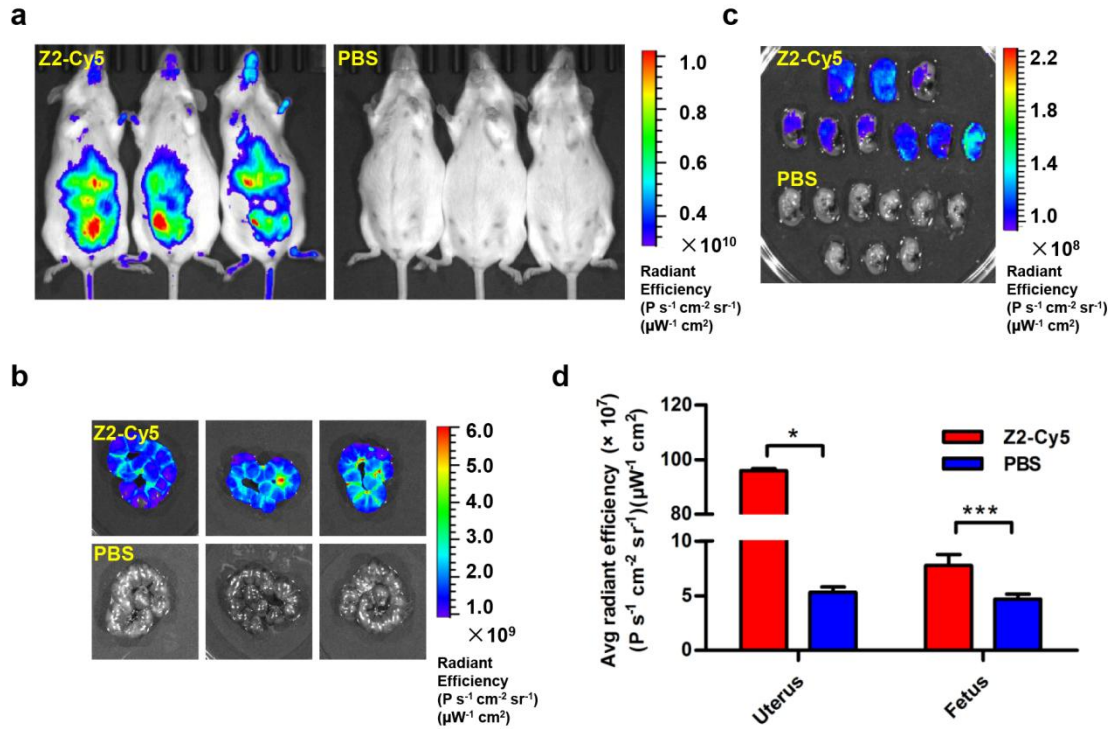 a
Z2-Cy5
PBS
1.0
0.8
0.6
0.4
×10¹⁰
Radiant
Efficiency
(P s⁻¹ cm⁻² sr⁻¹)
(µW⁻¹ cm²)
c
Z2-Cy5
PBS
2.2
1.8
1.4
1.0
×10⁸
Radiant
Efficiency
(P s⁻¹ cm⁻² sr⁻¹)
(µW⁻¹ cm²)
b
Z2-Cy5
PBS
6.0
5.0
4.0
3.0
2.0
1.0
×10⁹
Radiant
Efficiency
(P s⁻¹ cm⁻² sr⁻¹)
(µW⁻¹ cm²)
d
Avg radiant efficiency (× 10⁷)
(P s⁻¹ cm⁻² sr⁻¹)(µW⁻¹ cm²)
120
100
80
10
5
0
*
***
Z2-Cy5
PBS
Uterus
Fetus